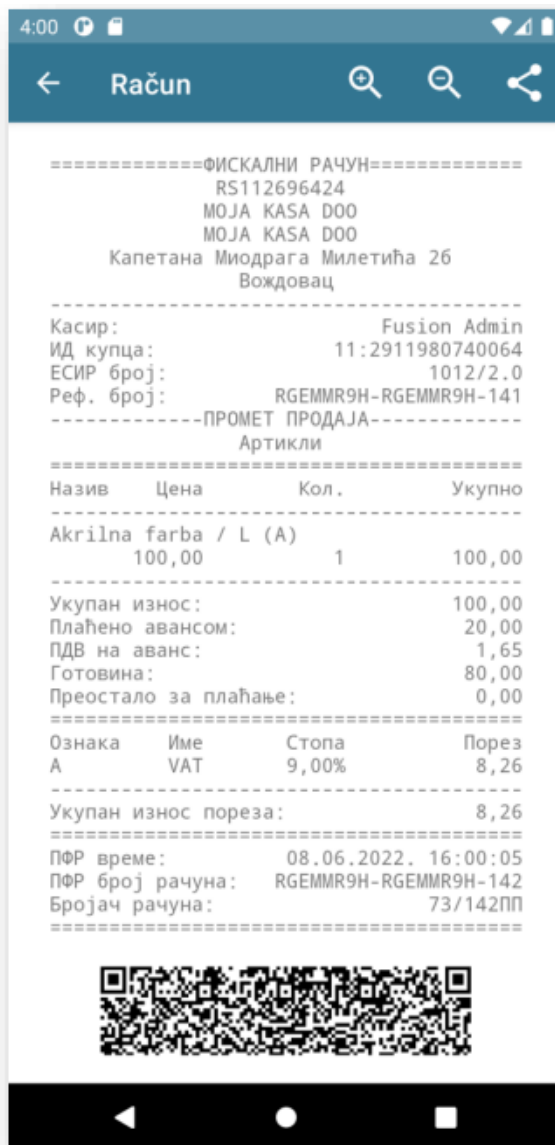 4:00
Račun
=============ФИСКАЛНИ РАЧУН=============
RS112696424
MOJA KASA DOO
MOJA KASA DOO
Капетана Миодрага Милетића 2б
Вождовац
----------------------------------------
Касир: Fusion Admin
ИД купца: 11:2911980740064
ЕСИР број: 1012/2.0
Реф. број: RGEMMR9H-RGEMMR9H-141
-------------ПРОМЕТ ПРОДАЈА-------------
Артикли
========================================
Назив Цена Кол. Укупно
----------------------------------------
Akrilna farba / L (A)
100,00 1 100,00
----------------------------------------
Укупан износ: 100,00
Плаћено авансом: 20,00
ПДВ на аванс: 1,65
Готовина: 80,00
Преостало за плаћање: 0,00
========================================
Ознака Име Стопа Порез
A VAT 9,00% 8,26
----------------------------------------
Укупан износ пореза: 8,26
========================================
ПФР време: 08.06.2022. 16:00:05
ПФР број рачуна: RGEMMR9H-RGEMMR9H-142
Бројач рачуна: 73/142ПП
========================================